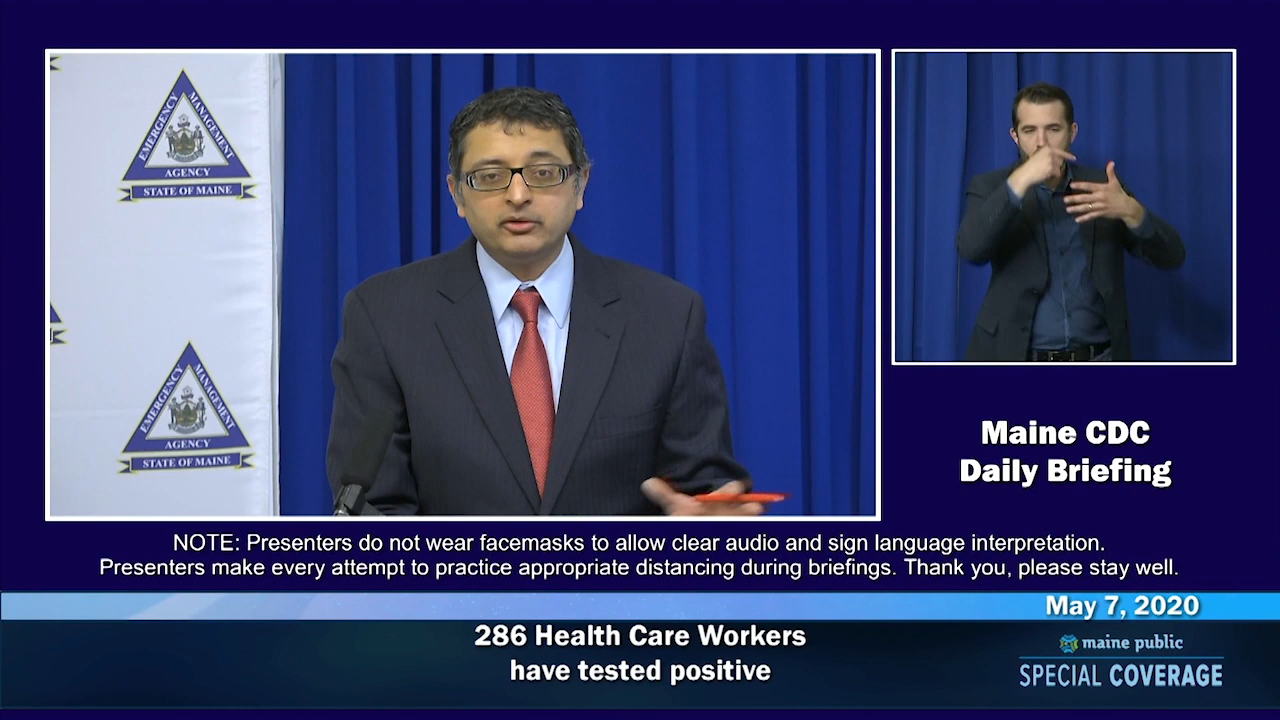 EMERGENCY
MANAGEMENT
AGENCY
STATE OF MAINE
EMERGENCY
MANAGEMENT
AGENCY
STATE OF MAINE
Maine CDC
Daily Briefing
NOTE: Presenters do not wear facemasks to allow clear audio and sign language interpretation.
Presenters make every attempt to practice appropriate distancing during briefings. Thank you, please stay well.
May 7, 2020
286 Health Care Workers
have tested positive
maine public
SPECIAL COVERAGE